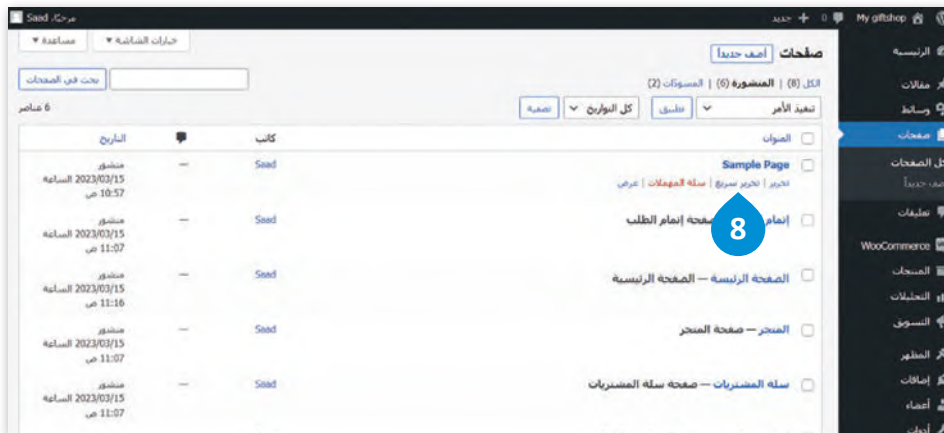 My giftshop 0 + جديد مرحبًا، Saad
خيارات الشاشة ▼ مساعدة ▼
صفحات أضف جديداً
الكل (8) | المنشورة (6) | المسودّات (2)
بحث في الصفحات
تنفيذ الأمر تطبيق كل التواريخ تصفية 6 عناصر
العنوان كاتب التاريخ
Sample Page Saad — منشور
تحرير | تحرير سريع | سلة المهملات | عرض 2023/03/15 الساعة
10:57 ص
8
إتمام صفحة إتمام الطلب Saad — منشور
2023/03/15 الساعة
11:07 ص
الصفحة الرئيسة — الصفحة الرئيسية Saad — منشور
2023/03/15 الساعة
11:16 ص
المتجر — صفحة المتجر Saad — منشور
2023/03/15 الساعة
11:07 ص
سلة المشتريات — صفحة سلة المشتريات Saad — منشور
2023/03/15 الساعة
11:07 ص
الرئيسية
مقالات
وسائط
صفحات
كل الصفحات
أضف جديداً
تعليقات
WooCommerce
المنتجات
التحليلات
التسويق
المظهر
إضافات
أعضاء
أدوات